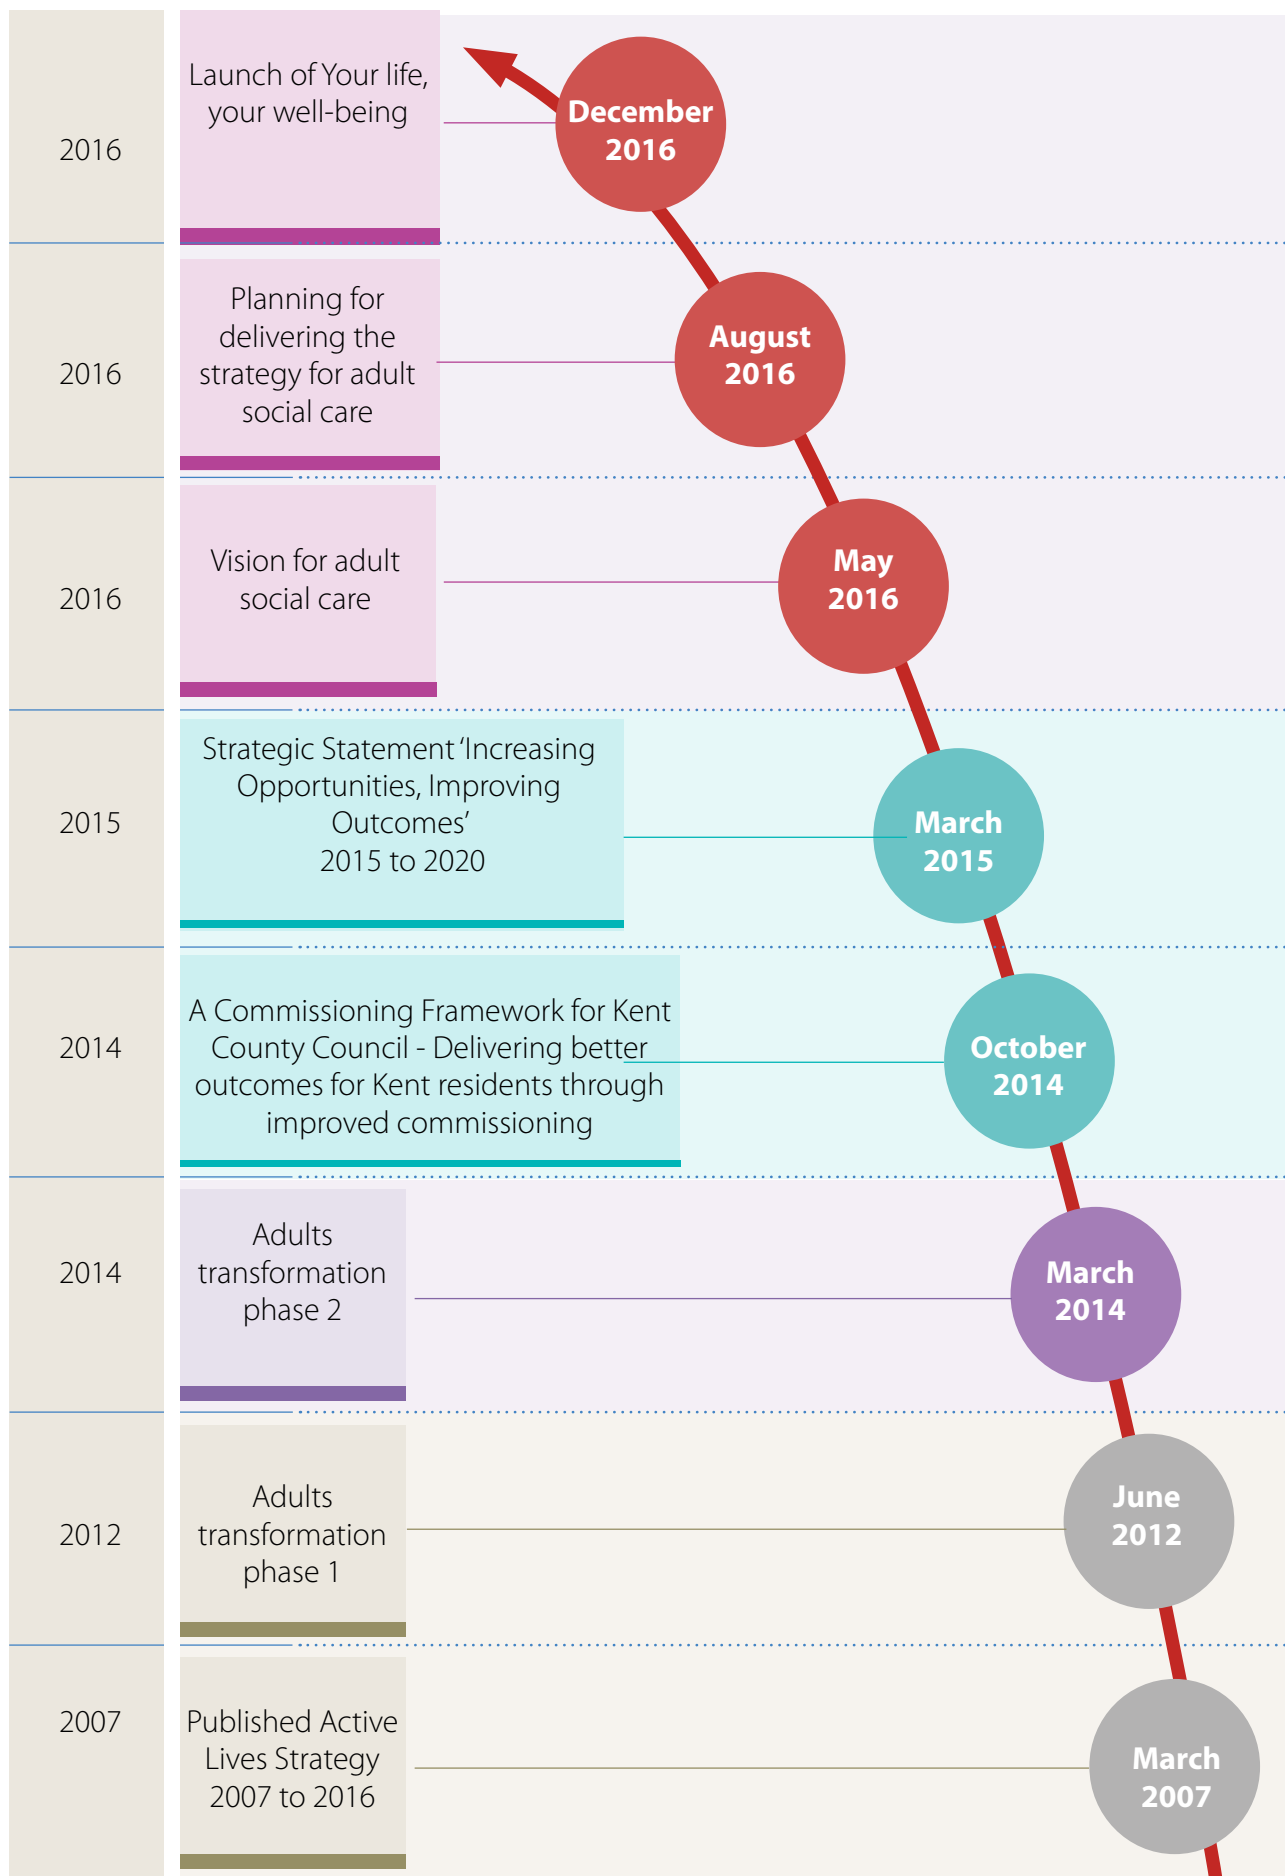 2016
Launch of Your life,
your well-being
December
2016
2016
Planning for
delivering the
strategy for adult
social care
August
2016
2016
Vision for adult
social care
May
2016
2015
Strategic Statement ‘Increasing
Opportunities, Improving
Outcomes’
2015 to 2020
March
2015
2014
A Commissioning Framework for Kent
County Council - Delivering better
outcomes for Kent residents through
improved commissioning
October
2014
2014
Adults
transformation
phase 2
March
2014
2012
Adults
transformation
phase 1
June
2012
2007
Published Active
Lives Strategy
2007 to 2016
March
2007